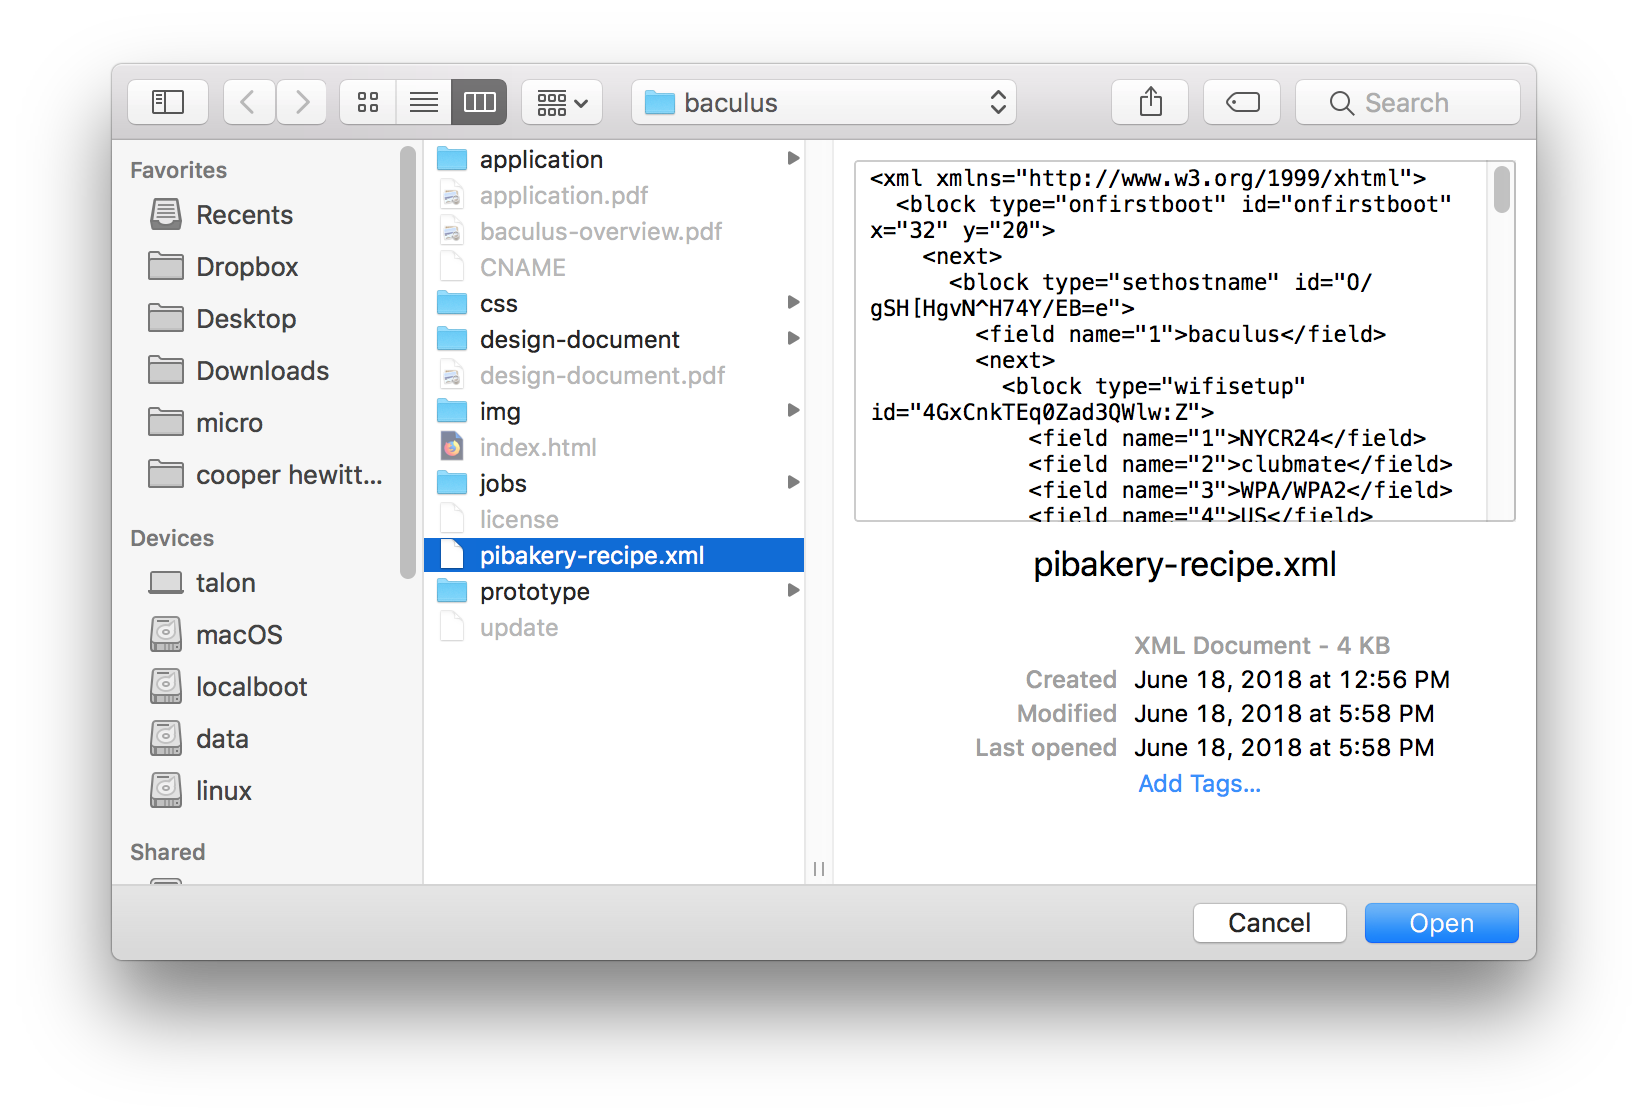 baculus
Search
Favorites
Recents
Dropbox
Desktop
Downloads
micro
cooper hewitt...
Devices
talon
macOS
localboot
data
linux
Shared
application
application.pdf
baculus-overview.pdf
CNAME
css
design-document
design-document.pdf
img
index.html
jobs
license
pibakery-recipe.xml
prototype
update
<xml xmlns="http://www.w3.org/1999/xhtml">
<block type="onfirstboot" id="onfirstboot"
x="32" y="20">
<next>
<block type="sethostname" id="O/
gSH[HgvN^H74Y/EB=e">
<field name="1">baculus</field>
<next>
<block type="wifisetup"
id="4GxCnkTEq0Zad3QWlw:Z">
<field name="1">NYCR24</field>
<field name="2">clubmate</field>
<field name="3">WPA/WPA2</field>
<field name="4">US</field>
pibakery-recipe.xml
XML Document - 4 KB
Created June 18, 2018 at 12:56 PM
Modified June 18, 2018 at 5:58 PM
Last opened June 18, 2018 at 5:58 PM
Add Tags...
Cancel
Open